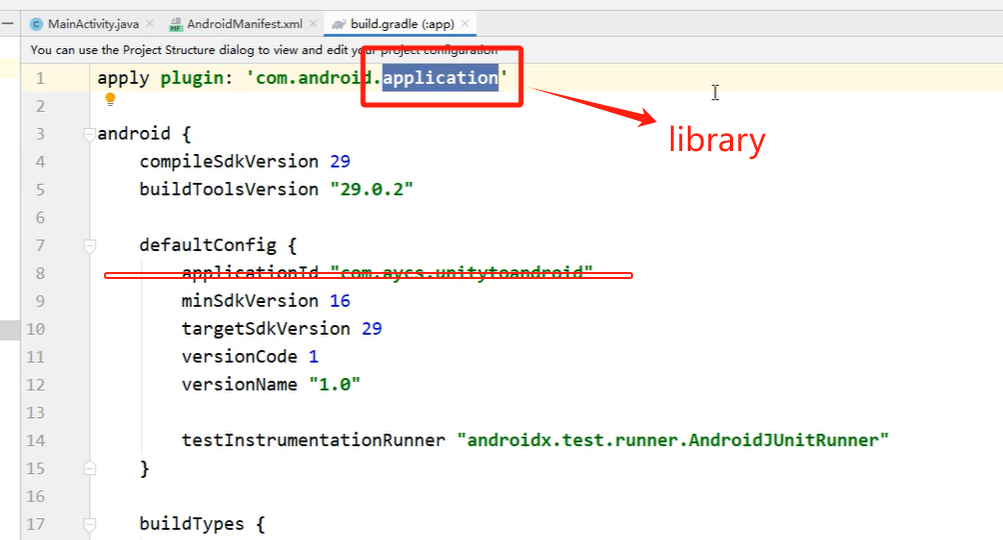 MainActivity.java AndroidManifest.xml build.gradle (:app)
You can use the Project Structure dialog to view and edit your project configuration
1 apply plugin: 'com.android.application'
library
2
3 android {
4 compileSdkVersion 29
5 buildToolsVersion "29.0.2"
6
7 defaultConfig {
8 applicationId "com.aycs.unitytoandroid"
9 minSdkVersion 16
10 targetSdkVersion 29
11 versionCode 1
12 versionName "1.0"
13
14 testInstrumentationRunner "androidx.test.runner.AndroidJUnitRunner"
15 }
16
17 buildTypes {